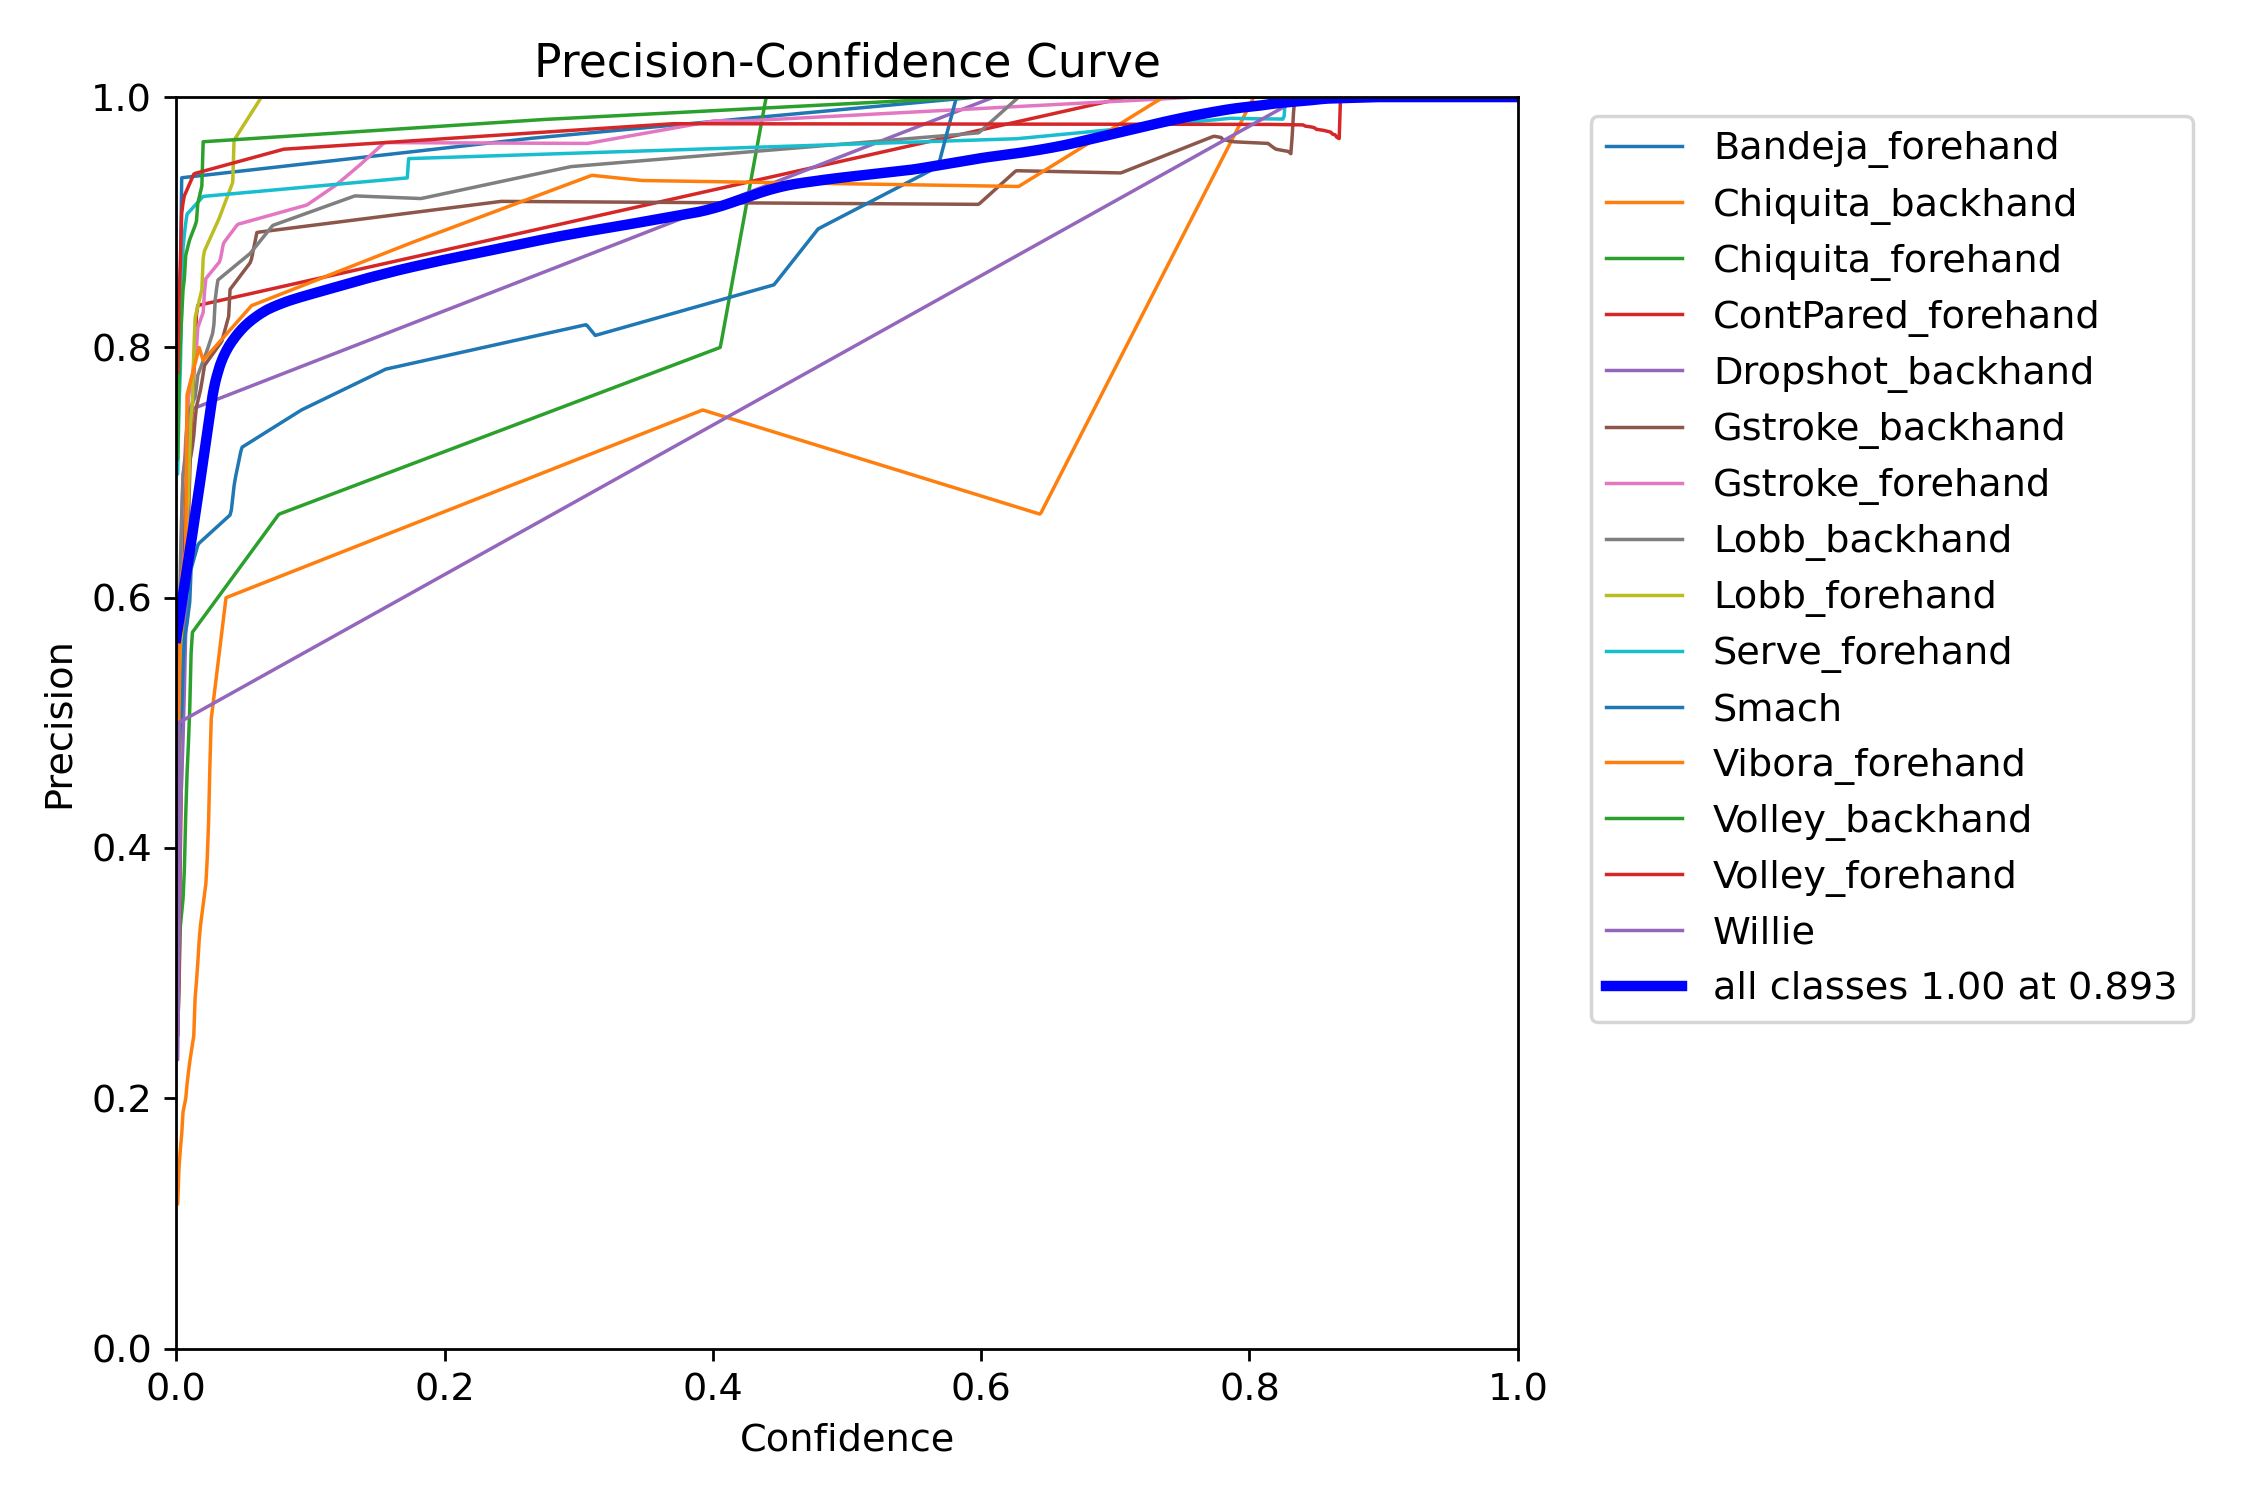 Precision-Confidence Curve
1.0
0.8
0.6
0.4
0.2
0.0
Precision
0.0 0.2 0.4 0.6 0.8 1.0
Confidence
Bandeja_forehand
Chiquita_backhand
Chiquita_forehand
ContPared_forehand
Dropshot_backhand
Gstroke_backhand
Gstroke_forehand
Lobb_backhand
Lobb_forehand
Serve_forehand
Smach
Vibora_forehand
Volley_backhand
Volley_forehand
Willie
all classes 1.00 at 0.893